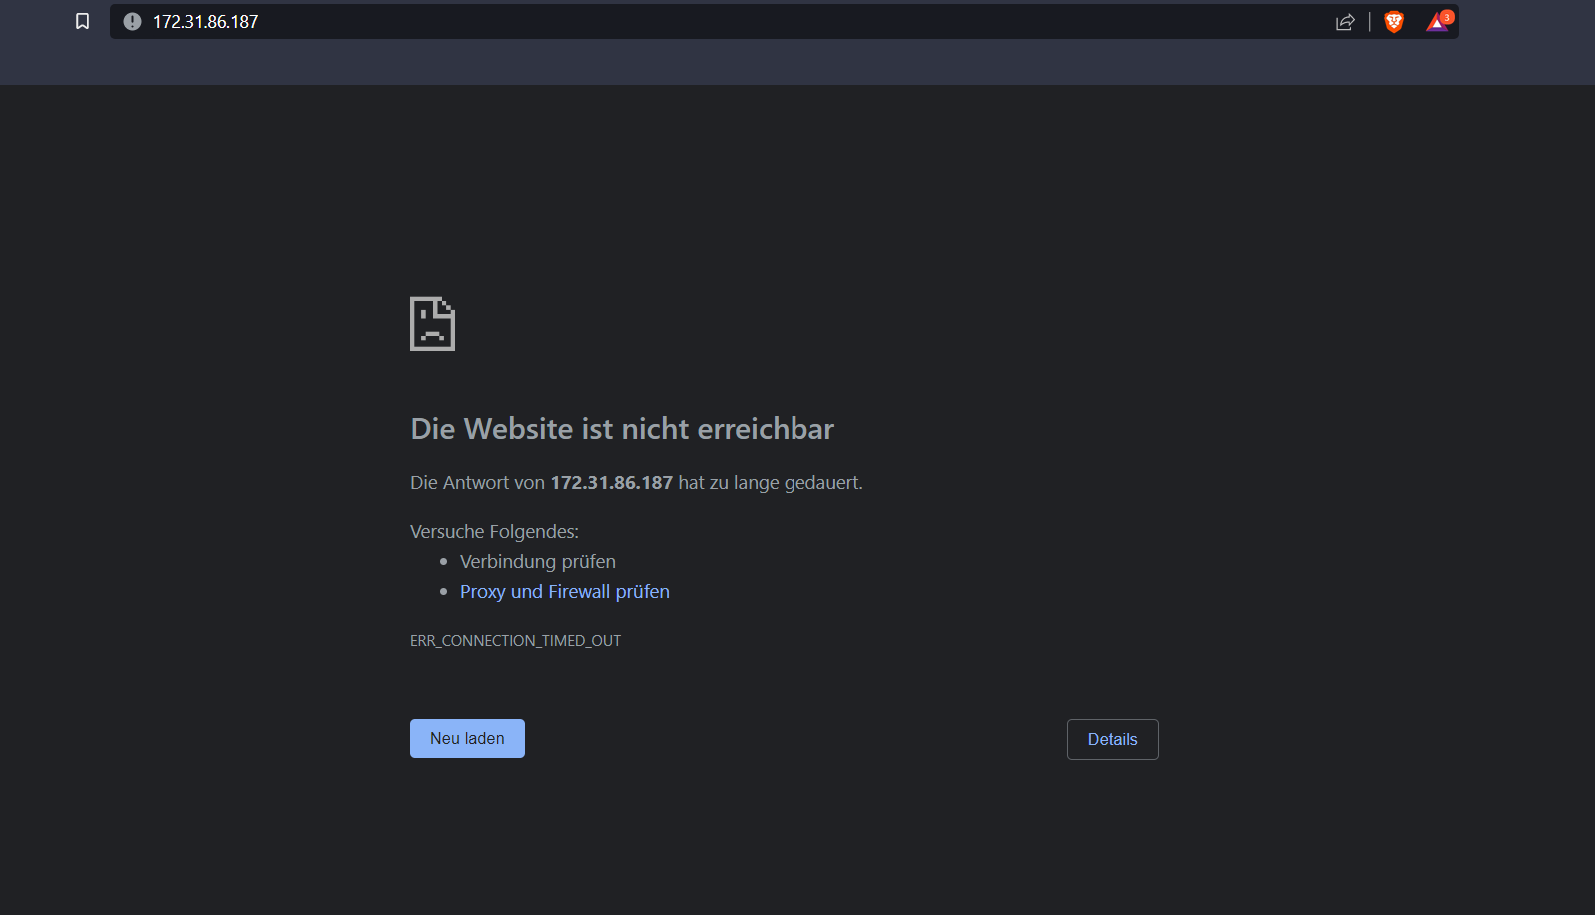 172.31.86.187
3
Die Website ist nicht erreichbar
Die Antwort von 172.31.86.187 hat zu lange gedauert.
Versuche Folgendes:
• Verbindung prüfen
• Proxy und Firewall prüfen
ERR_CONNECTION_TIMED_OUT
Neu laden
Details